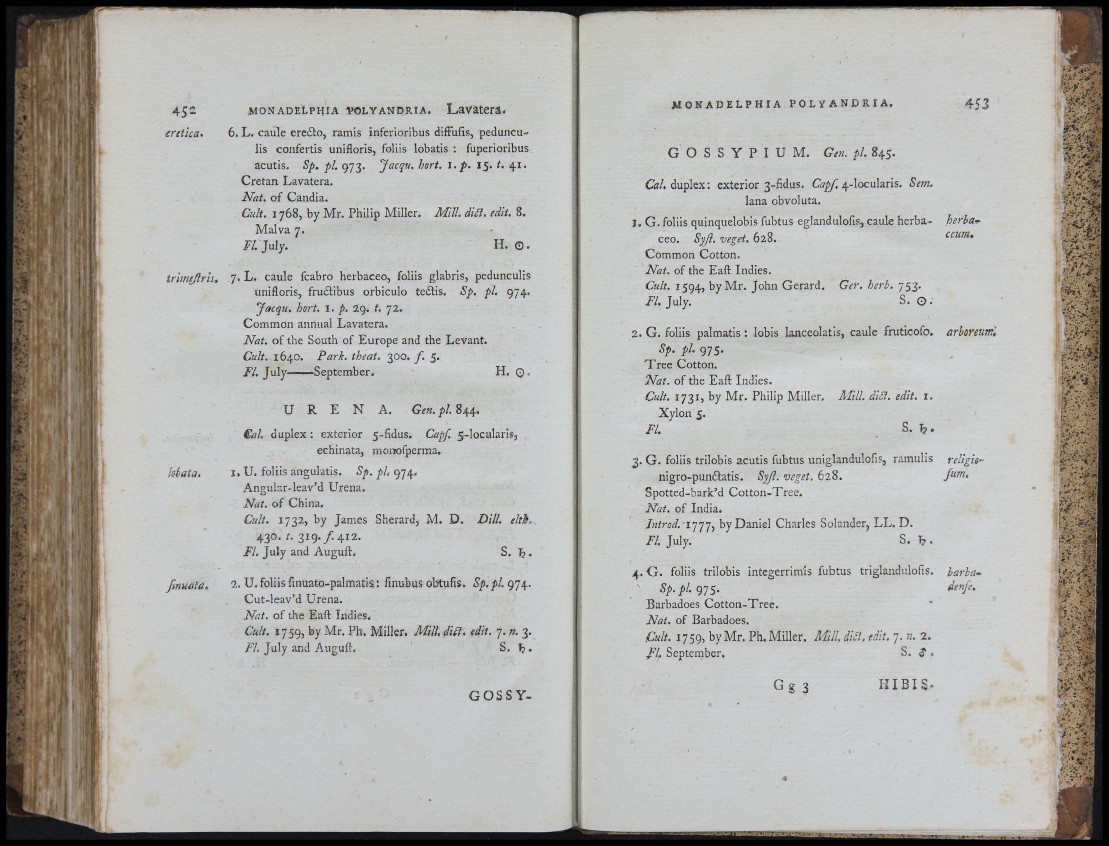 452 MONADELPHIA POLYANDRIA. Lavatera.
cretica. 6. L. caule erecto, ramis inferioribus diffuſis, peduncu-
lis confertis unifloris, foliis lobatis : ſuperioribus
acutis. Sp. pl. 973. Jacqu. hort. 1. p. 15. t. 41.
Cretan Lavatera.
Nat. of Candia.
Cult. 1768, by Mr. Philip Miller. Mill. dict. edit. 8.
Malva 7.
Fl. July. H. ☉.
trimeſtris. 7. L. caule ſcabro herbaceo, foliis glabris, pedunculis
unifloris, fructibus orbiculo tectis. Sp. pl. 974.
Jacqu. hort. 1. p. 29. t. 72.
Common annual Lavatera.
Nat. of the South of Europe and the Levant.
Cult. 1640. Park. theat. 300. f. 5.
Fl. July——September. H. ☉.
URENA. Gen. pl. 844.
Cal. duplex : exterior 5-fidus. Capſ. 5-locularis,
echinata, monoſperma.
lobata. 1. U. foliis angulatis. Sp. pl. 974.
Angular-leav'd Urena.
Nat. of China.
Cult. 1732, by James Sherard, M. D. Dill. elth.
430. t. 319. f. 412.
Fl. July and Auguſt. S. ♄.
ſinuata. 2. U. foliis ſinuato-palmatis : ſinubus obtuſis. Sp. pl. 974.
Cut-leav'd Urena.
Nat. of the Eaſt Indies.
Cult. 1759, by Mr. Ph. Miller. Mill. dict. edit. 7. n. 3.
Fl. July and Auguſt. S. ♄.
GOSSY-
MONADELPHIA POLYANDRIA. 453
GOSSYPIUM. Gen. pl. 845.
Cal. duplex : exterior 3-fidus. Capſ. 4-locularis. Sem.
lana obvoluta.
1. G. foliis quinquelobis ſubtus eglanduloſis, caule herba- herba-
ceo. Syſt. veget. 628. ceum.
Common Cotton.
Nat. of the Eaſt Indies.
Cult. 1594, by Mr. John Gerard. Ger. herb. 753.
Fl. July. S. ☉.
2. G. foliis palmatis : lobis lanceolatis, caule fruticoſo. arboreum.
Sp. pl. 975.
Tree Cotton.
Nat. of the Eaſt Indies.
Cult. 1731, by Mr. Philip Miller. Mill. dict. edit. 1.
Xylon 5.
Fl. S. ♄.
3. G. foliis trilobis acutis ſubtus uniglanduloſis, ramulis religio-
nigro-punctatis. Syſt. veget. 628. ſum.
Spotted-bark'd Cotton-Tree.
Nat. of India.
Introd. 1777, by Daniel Charles Solander, LL. D.
Fl. July. S. ♄.
4. G. foliis trilobis integerrimis ſubtus triglanduloſis. barba-
Sp. pl. 975. denſe.
Barbadoes Cotton-Tree.
Nat. of Barbadoes.
Cult. 1759, by Mr. Ph. Miller. Mill. dict. edit. 7. n. 2.
Fl. September. S. ♂.
Gg 3 HIBIS-